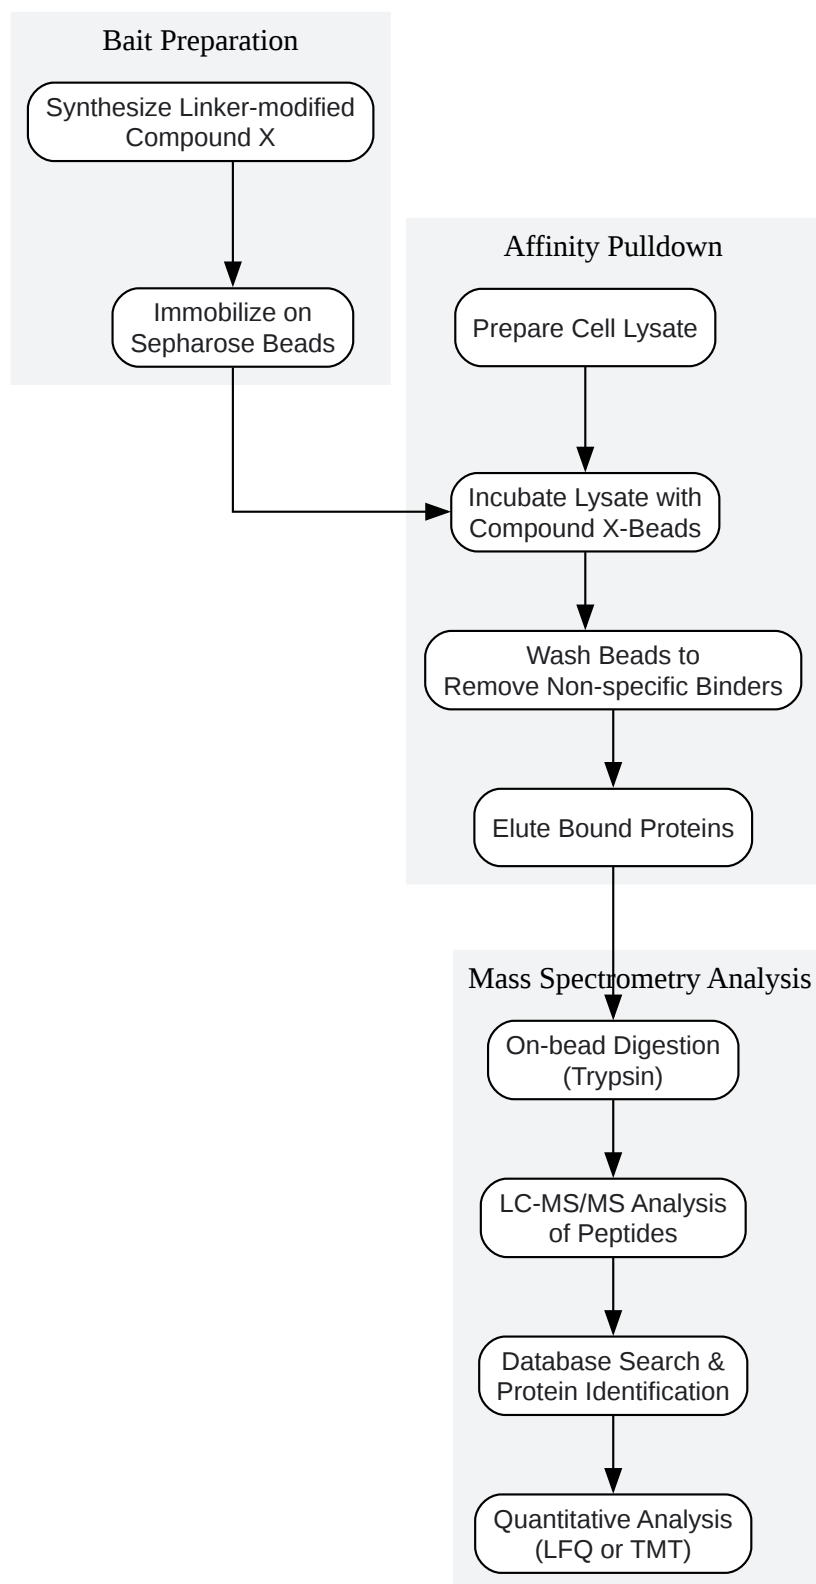 Bait Preparation
Synthesize Linker-modified
Compound X
Immobilize on
Sepharose Beads
Affinity Pulldown
Prepare Cell Lysate
Incubate Lysate with
Compound X-Beads
Wash Beads to
Remove Non-specific Binders
Elute Bound Proteins
Mass Spectrometry Analysis
On-bead Digestion
(Trypsin)
LC-MS/MS Analysis
of Peptides
Database Search &
Protein Identification
Quantitative Analysis
(LFQ or TMT)